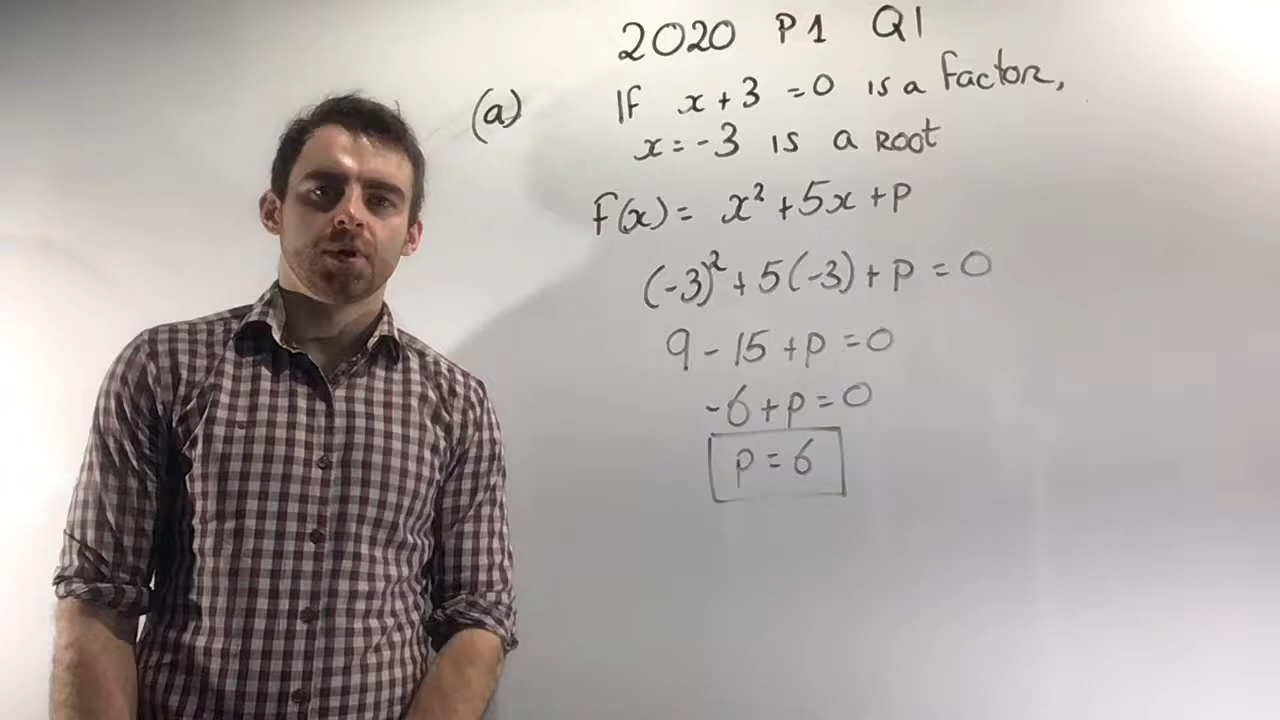 2020 P1 Q1
(a) If x+3=0 is a factor,
x=-3 is a root
f(x)= x²+5x+p
(-3)²+5(-3)+p=0
9-15+p=0
-6+p=0
p=6